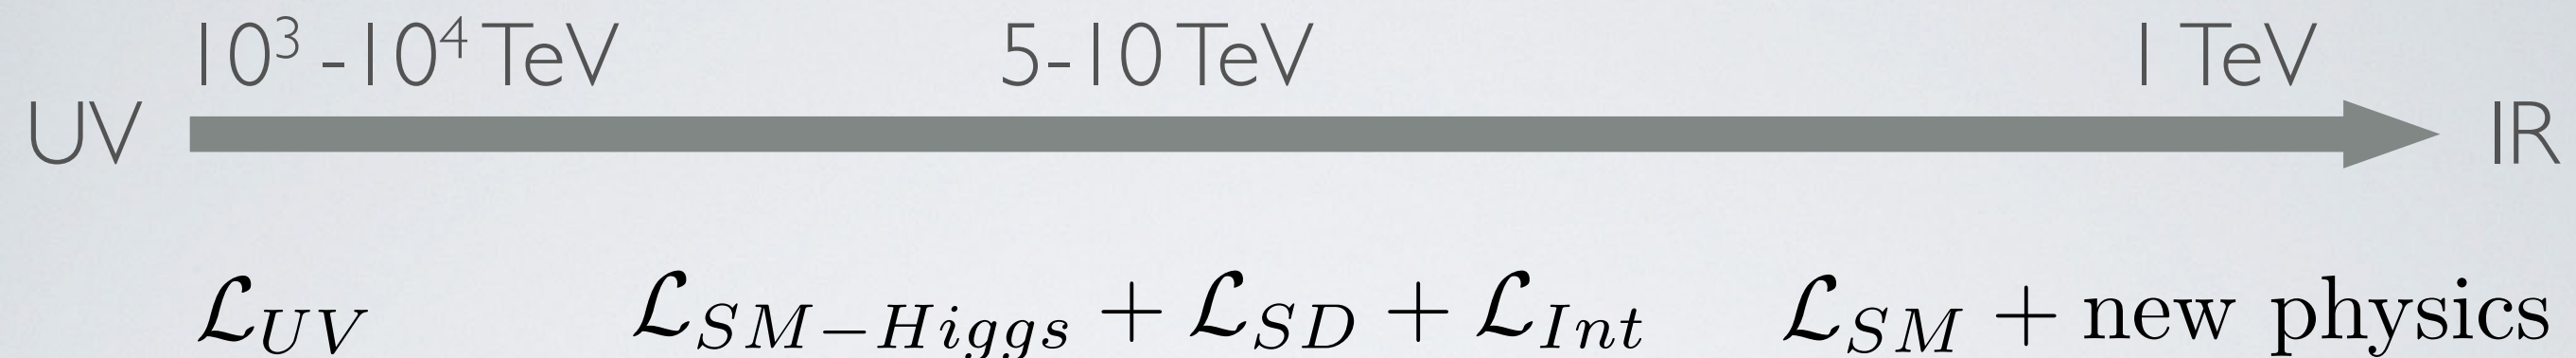 10³ -10⁴ TeV 5-10 TeV 1 TeV
UV IR
ℒ_{UV} ℒ_{SM-Higgs} + ℒ_{SD} + ℒ_{Int} ℒ_{SM} + new physics